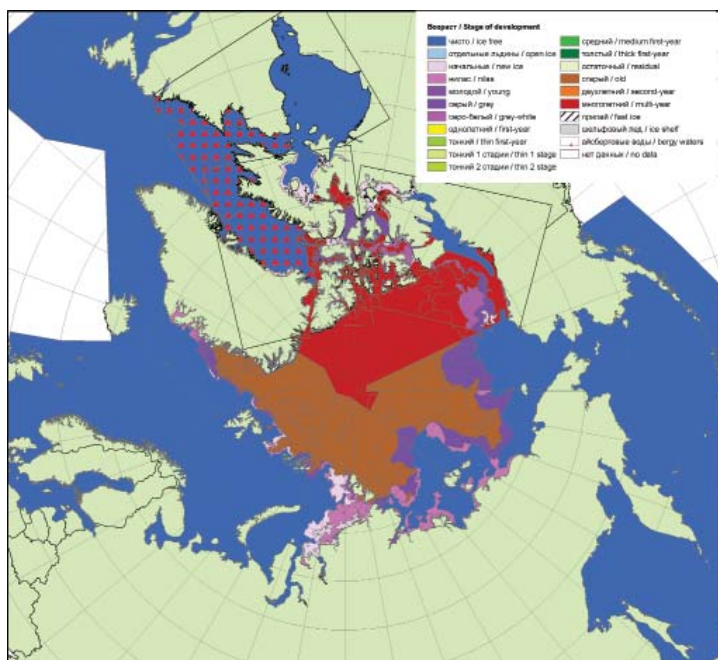 Возраст / Stage of development
чисто / ice free
отдельные льдины / open ice
начальные / new ice
нилас / nilas
молодой / young
серый / grey
серо-белый / grey-white
однолетний / first-year
тонкий / thin first-year
тонкий 1 стадии / thin 1 stage
тонкий 2 стадии / thin 2 stage
средний / medium first-year
толстый / thick first-year
остаточный / residual
старый / old
двухлетний / second-year
многолетний / multi-year
припай / fast ice
шельфовый лед / ice shelf
айсберговые воды / bergy waters
нет данных / no data